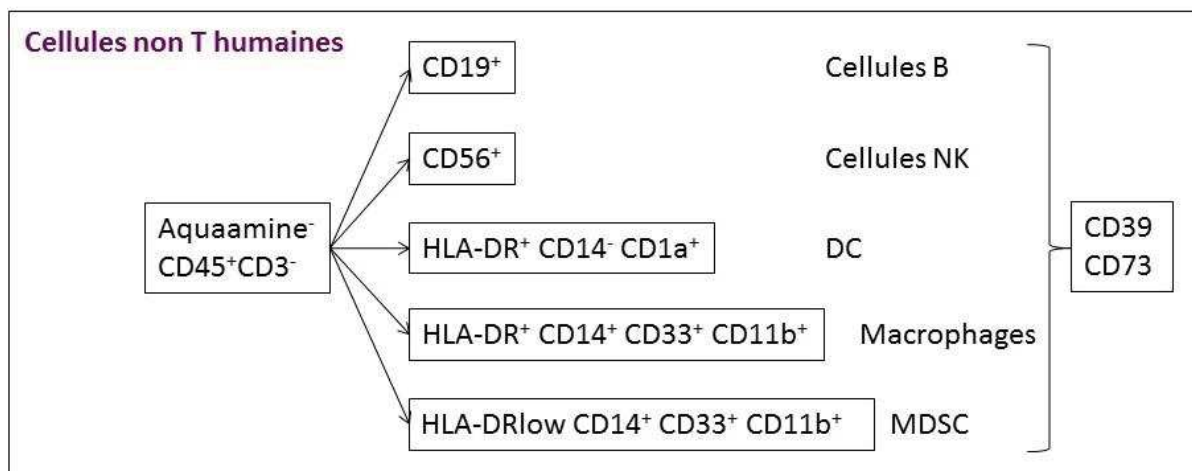 Cellules non T humaines
CD19⁺ Cellules B
CD56⁺ Cellules NK
Aquaamine⁻
CD45⁺CD3⁻
HLA-DR⁺ CD14⁻ CD1a⁺ DC
HLA-DR⁺ CD14⁺ CD33⁺ CD11b⁺ Macrophages
HLA-DRlow CD14⁺ CD33⁺ CD11b⁺ MDSC
CD39
CD73